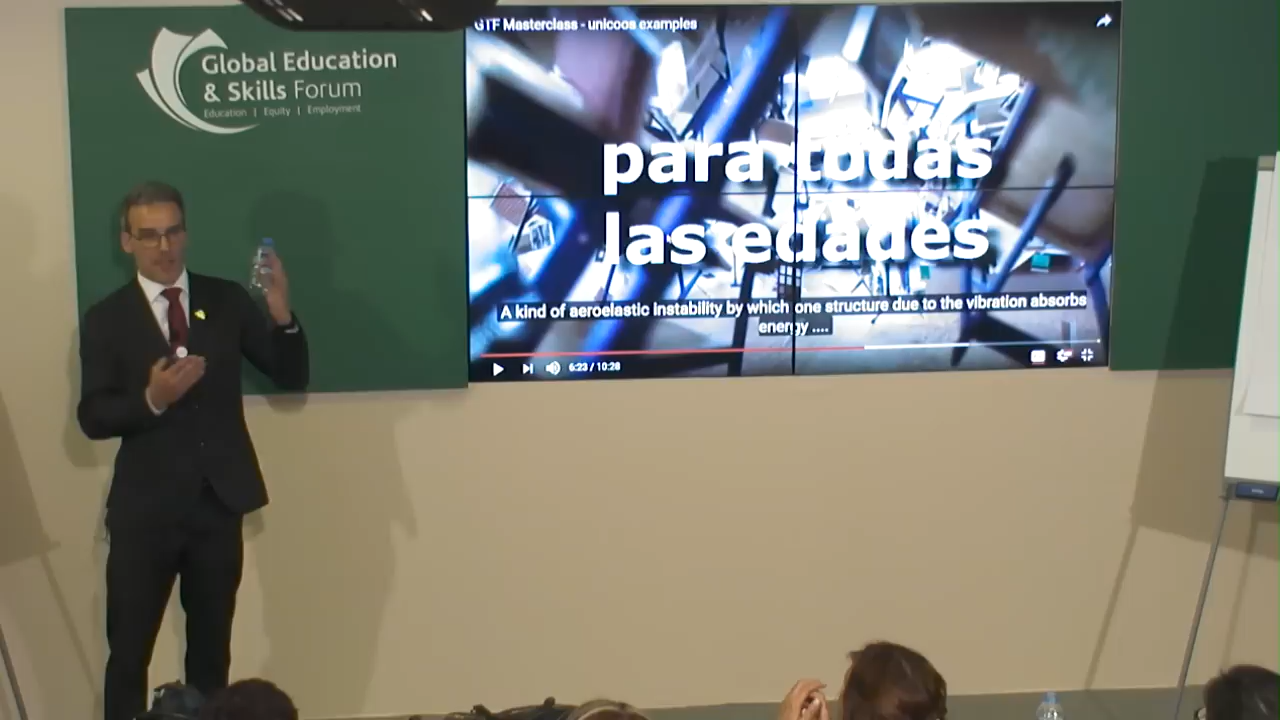 Global Education
& Skills Forum
Education | Equity | Employment
GTF Masterclass - unicoos examples
para todas
las edades
A kind of aeroelastic instability by which one structure due to the vibration absorbs
energy ....
6:23 / 10:28